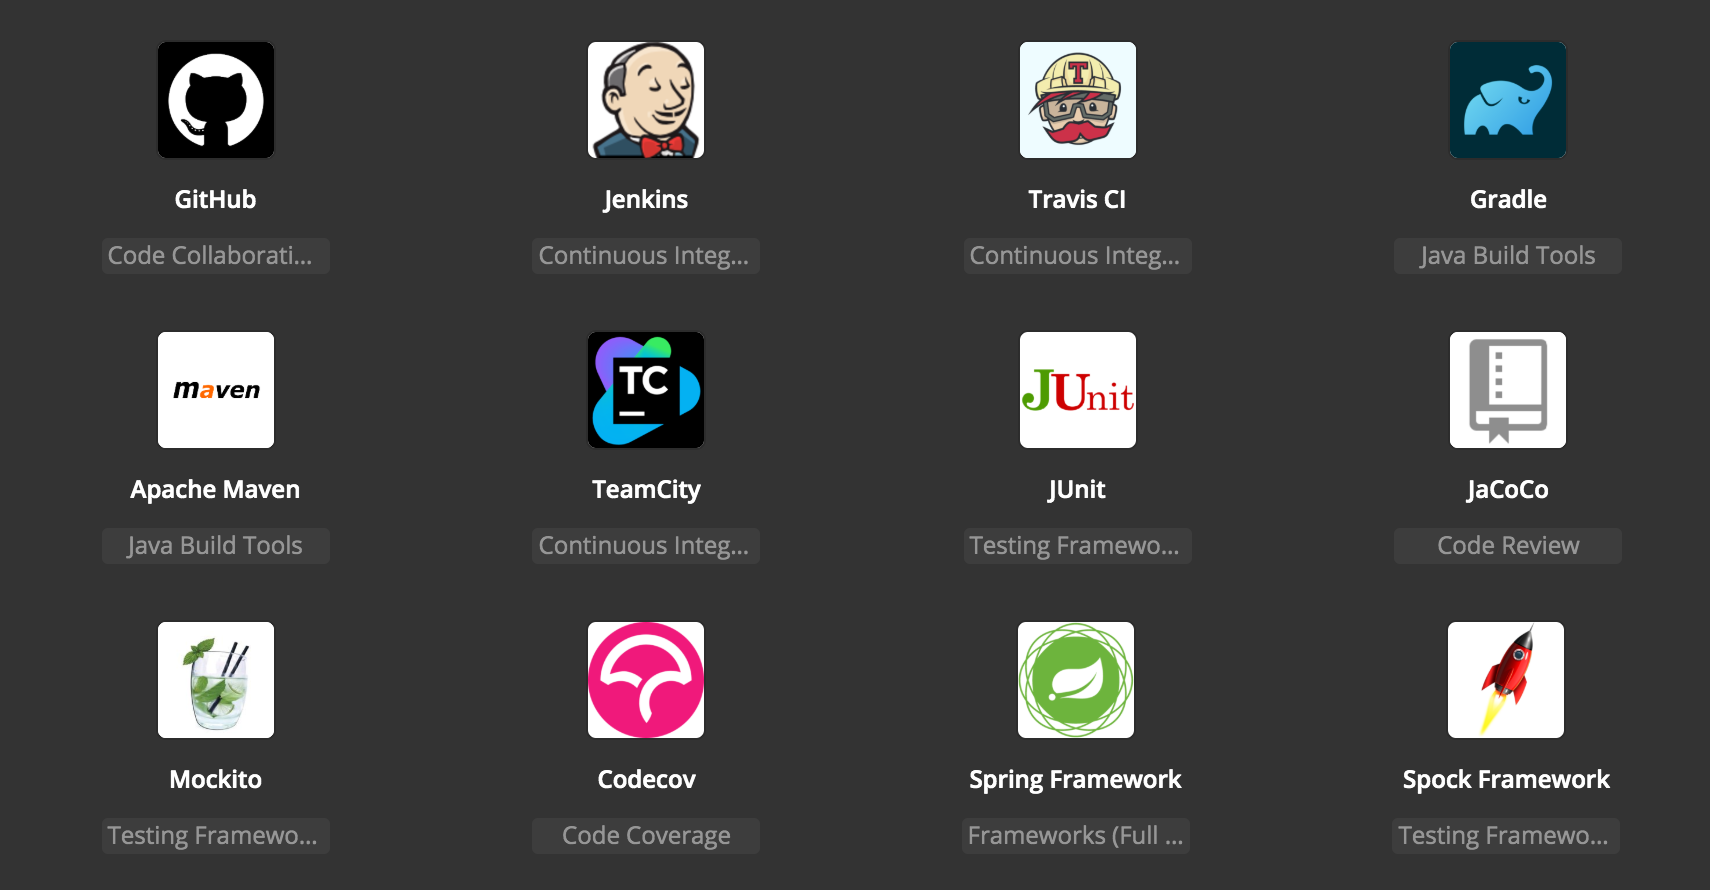 GitHub
Code Collaborati...
Jenkins
Continuous Integ...
T
Travis CI
Continuous Integ...
Gradle
Java Build Tools
maven
Apache Maven
Java Build Tools
TC
TeamCity
Continuous Integ...
JUnit
JUnit
Testing Framewo...
JaCoCo
Code Review
Mockito
Testing Framewo...
Codecov
Code Coverage
Spring Framework
Frameworks (Full ...
Spock Framework
Testing Framewo...